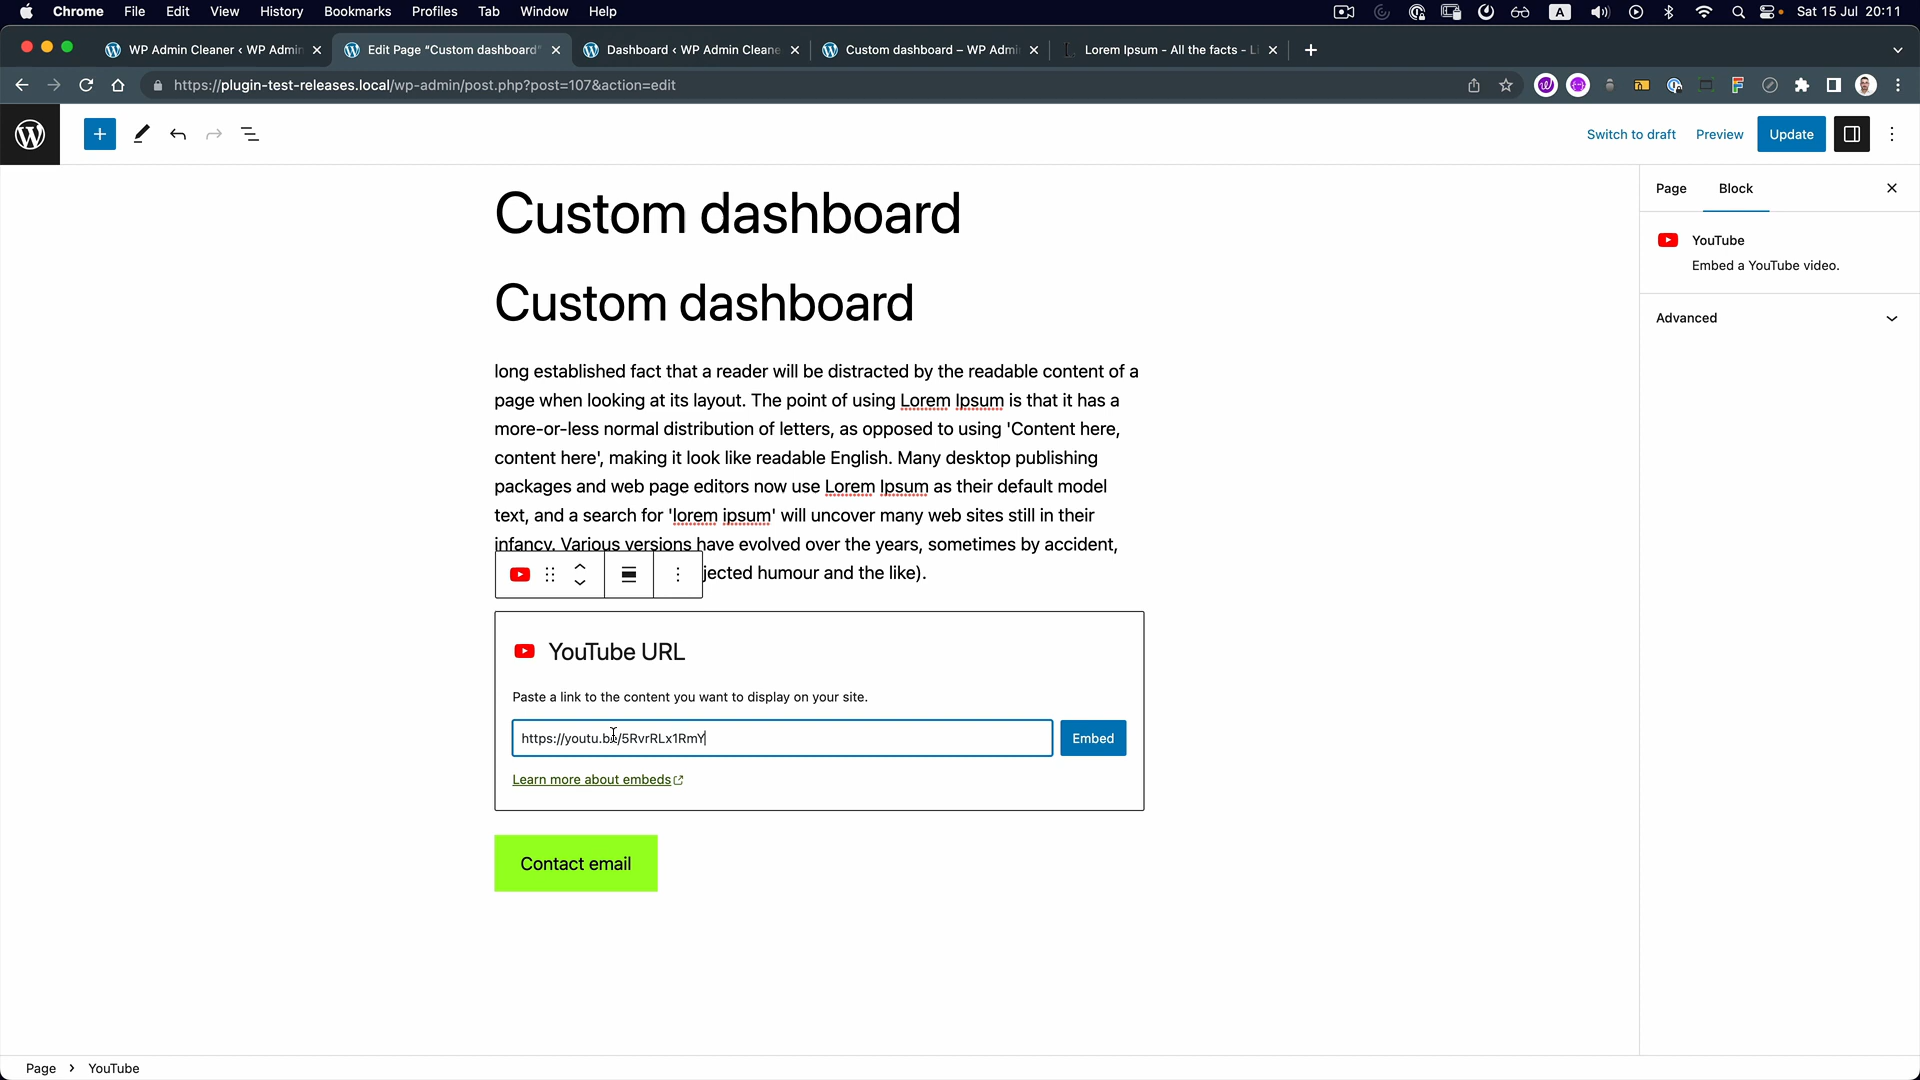 Chrome File Edit View History Bookmarks Profiles Tab Window Help
A
Sat 15 Jul 20:11
WP Admin Cleaner ‹ WP Admin
Edit Page “Custom dashboard”
Dashboard ‹ WP Admin Cleane
Custom dashboard – WP Admi
Lorem Ipsum - All the facts - Li
https://plugin-test-releases.local/wp-admin/post.php?post=107&action=edit
Switch to draft Preview Update
Page Block
YouTube
Embed a YouTube video.
Advanced
Custom dashboard
Custom dashboard
long established fact that a reader will be distracted by the readable content of a
page when looking at its layout. The point of using Lorem Ipsum is that it has a
more-or-less normal distribution of letters, as opposed to using 'Content here,
content here', making it look like readable English. Many desktop publishing
packages and web page editors now use Lorem Ipsum as their default model
text, and a search for 'lorem ipsum' will uncover many web sites still in their
infancy. Various versions have evolved over the years, sometimes by accident,
jected humour and the like).
YouTube URL
Paste a link to the content you want to display on your site.
https://youtu.be/5RvrRLx1RmY
Embed
Learn more about embeds
Contact email
Page YouTube